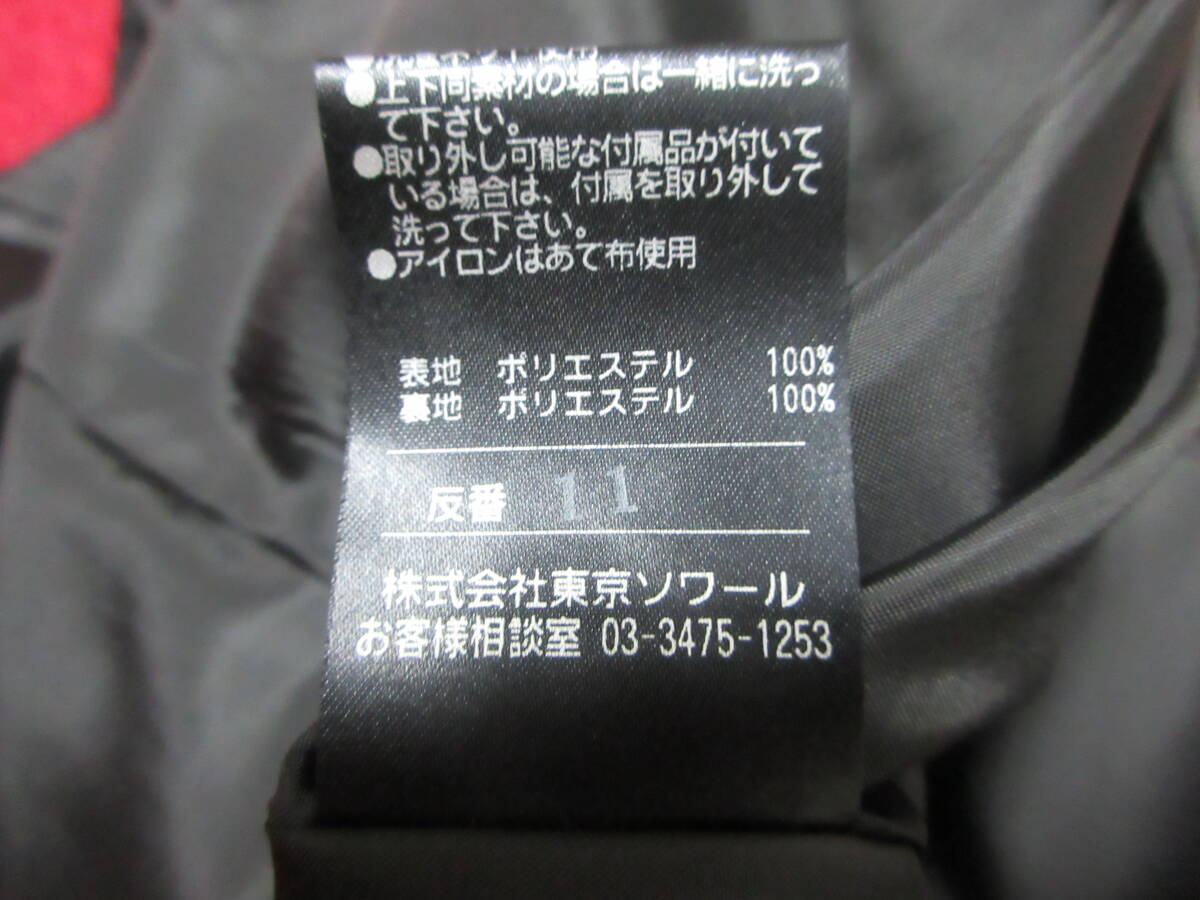 ●上下同素材の場合は一緒に洗っ
て下さい。
●取り外し可能な付属品が付いて
いる場合は、付属を取り外して
洗って下さい。
●アイロンはあて布使用
表地 ポリエステル 100%
裏地 ポリエステル 100%
反番 11
株式会社東京ソワール
お客様相談室 03-3475-1253